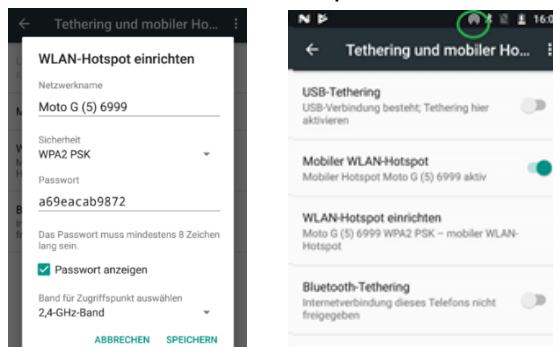 Tethering und mobiler Ho...
WLAN-Hotspot einrichten
Netzwerkname
Moto G (5) 6999
Sicherheit
WPA2 PSK
Passwort
a69eacab9872
Das Passwort muss mindestens 8 Zeichen
lang sein.
Passwort anzeigen
Band für Zugriffspunkt auswählen
2,4-GHz-Band
ABBRECHEN SPEICHERN
16:0
Tethering und mobiler Ho...
USB-Tethering
USB-Verbindung besteht; Tethering hier
aktivieren
Mobiler WLAN-Hotspot
Mobiler Hotspot Moto G (5) 6999 aktiv
WLAN-Hotspot einrichten
Moto G (5) 6999 WPA2 PSK – mobiler WLAN-
Hotspot
Bluetooth-Tethering
Internetverbindung dieses Telefons nicht
freigegeben